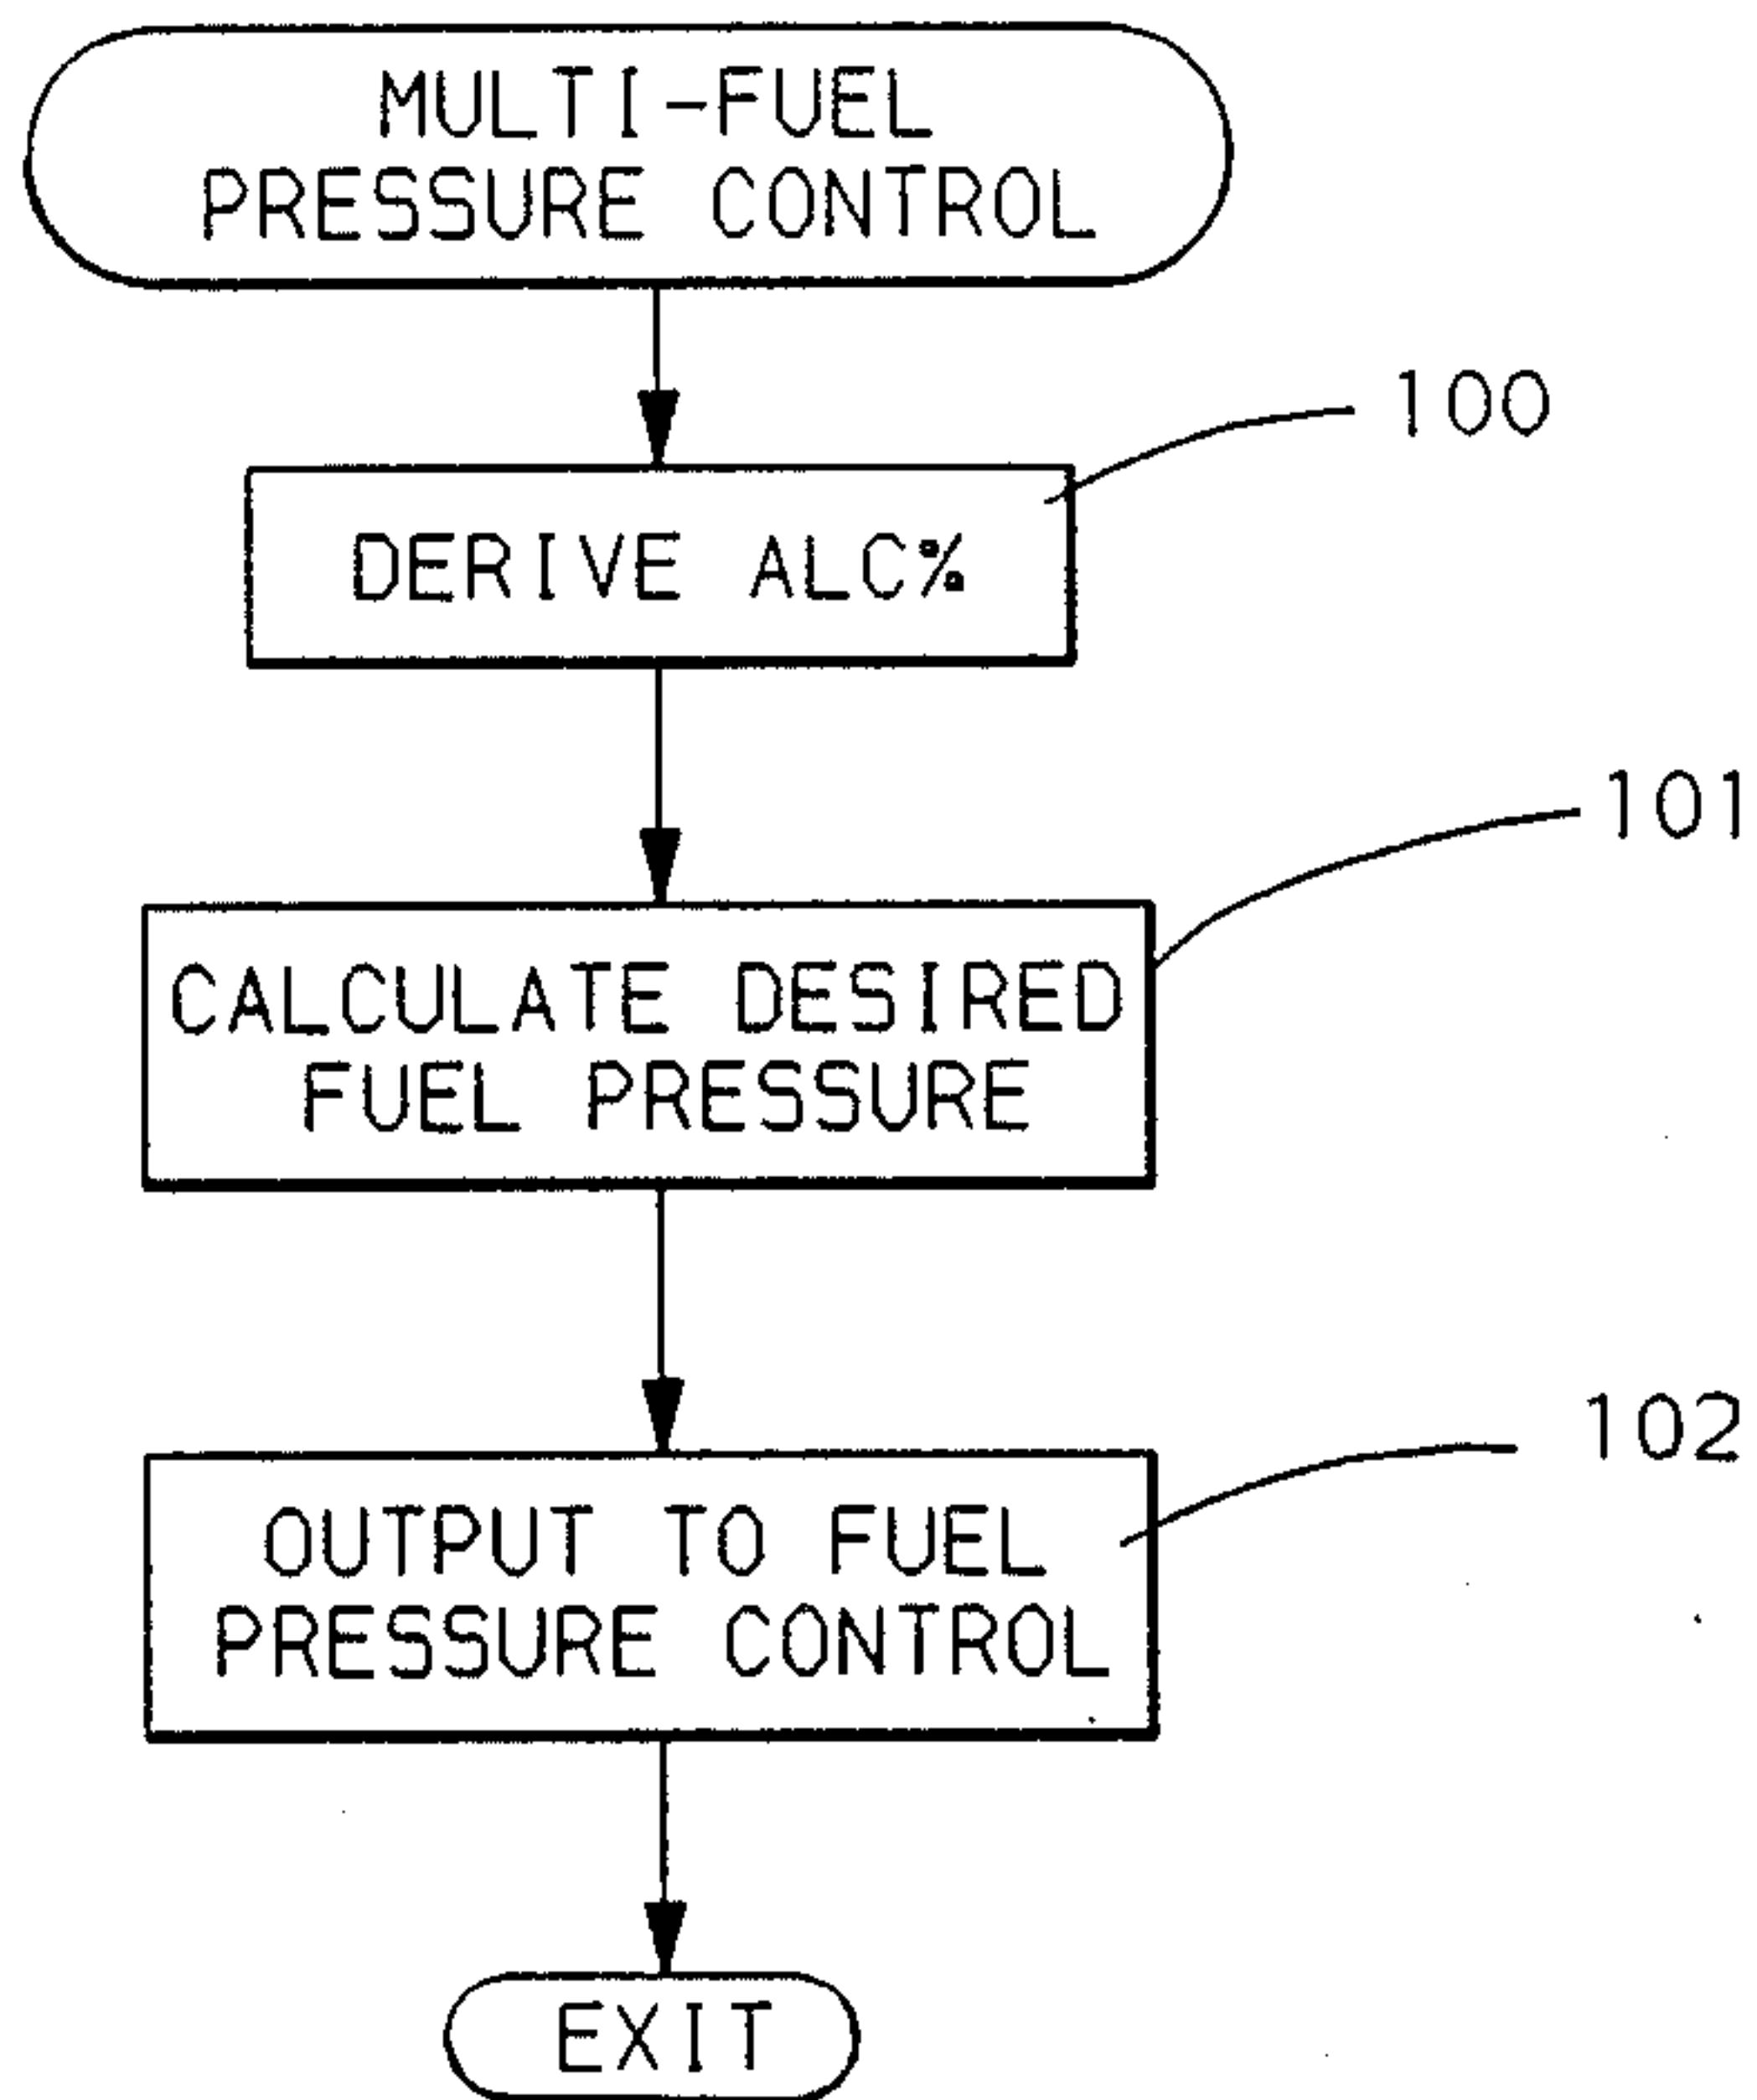 MULTI-FUEL
PRESSURE CONTROL
100
DERIVE ALC%
101
CALCULATE DESIRED
FUEL PRESSURE
102
OUTPUT TO FUEL
PRESSURE CONTROL
EXIT